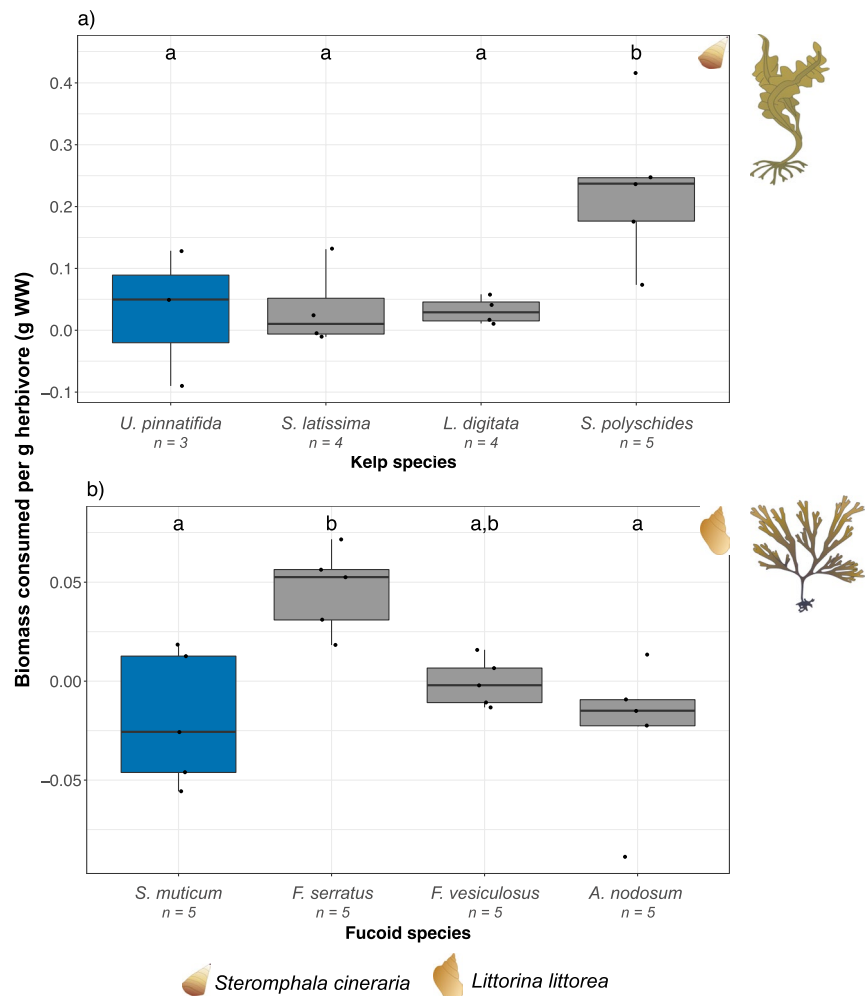 a)
a a a b
0.4
0.3
0.2
0.1
0.0
−0.1
U. pinnatifida S. latissima L. digitata S. polyschides
n = 3 n = 4 n = 4 n = 5
Kelp species
Biomass consumed per g herbivore (g WW)
b)
a b a,b a
0.05
0.00
−0.05
S. muticum F. serratus F. vesiculosus A. nodosum
n = 5 n = 5 n = 5 n = 5
Fucoid species
Steromphala cineraria Littorina littorea